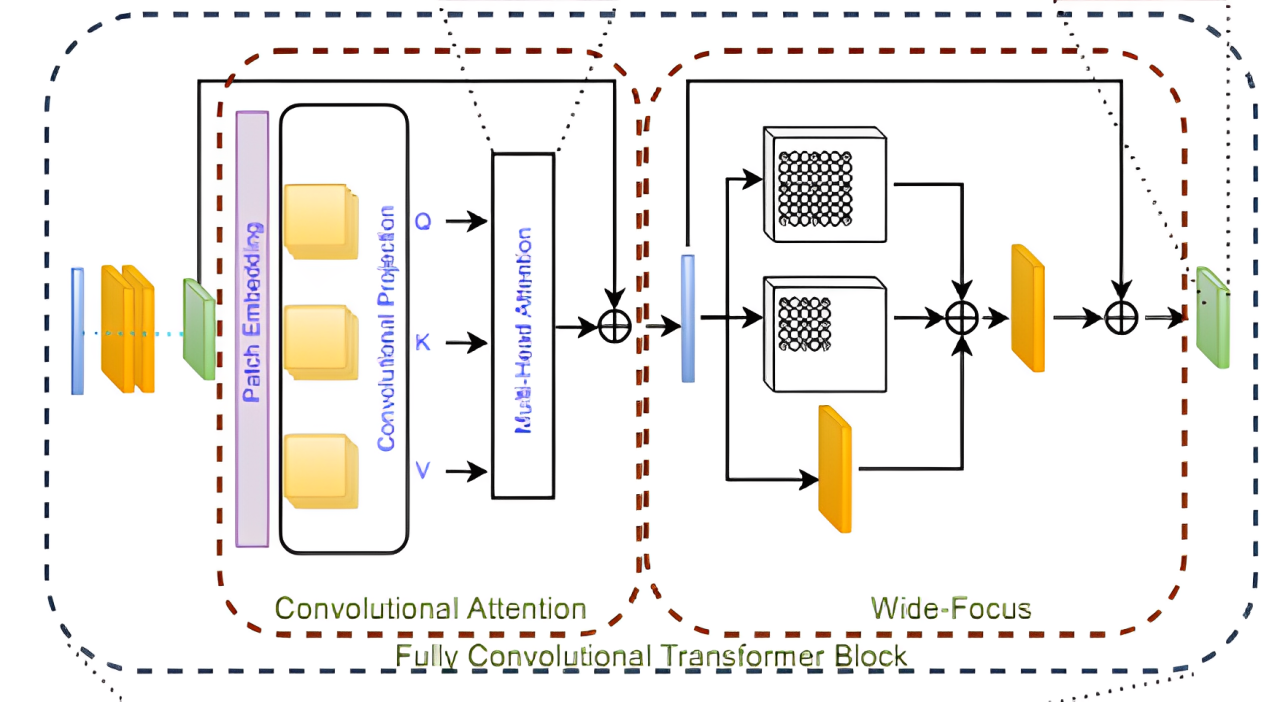 Patch Embedding
Convolutional Projection
Q
K
V
Multi-Head Attention
Convolutional Attention
Wide-Focus
Fully Convolutional Transformer Block